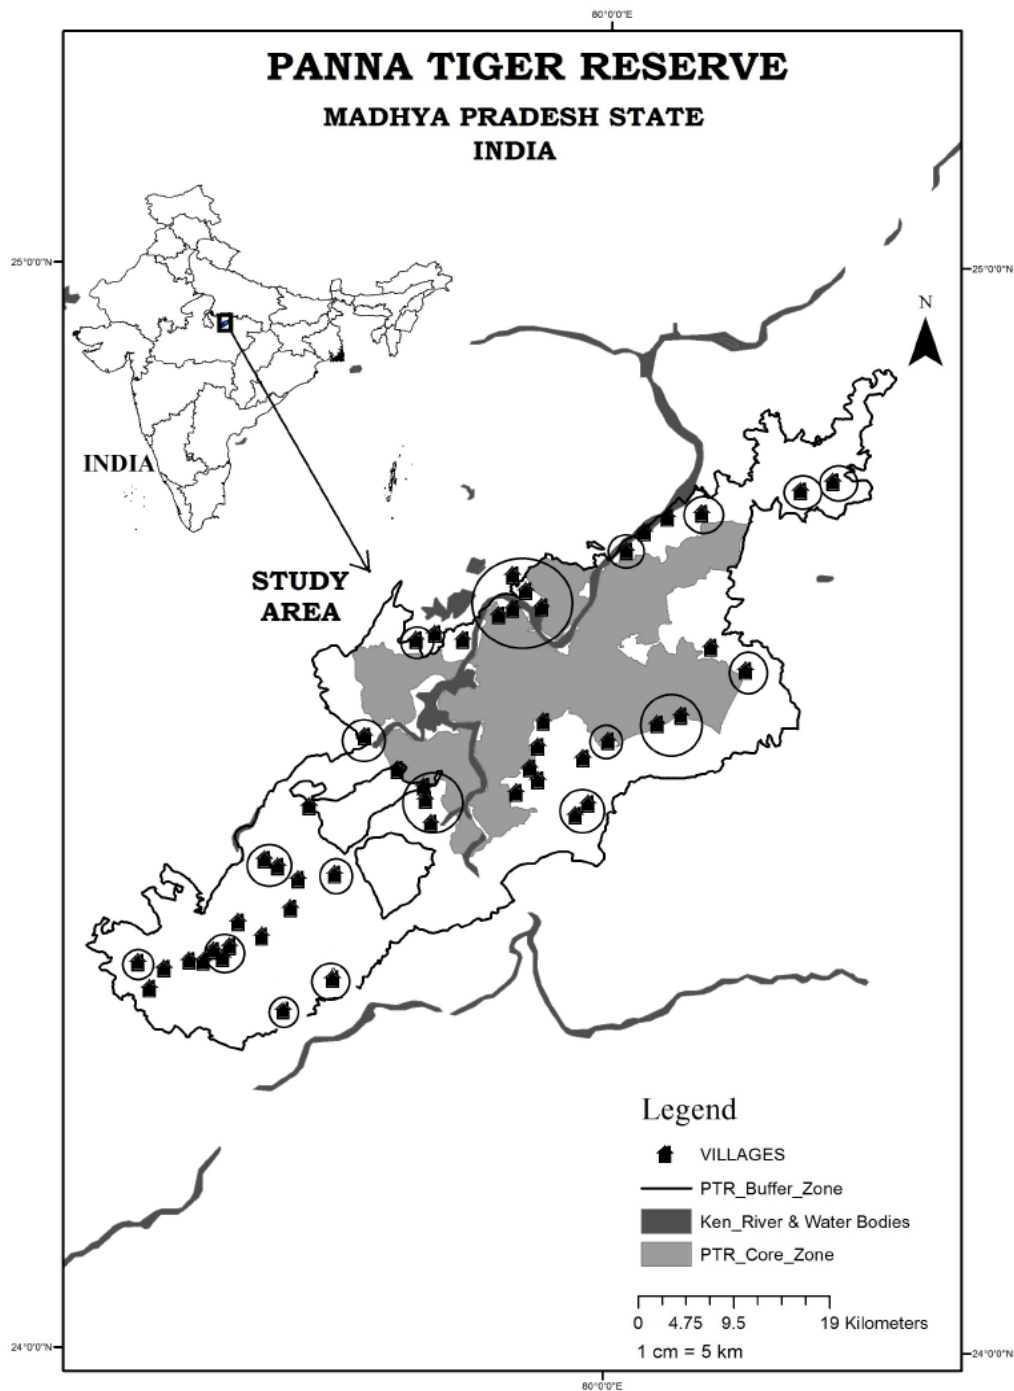 80°0'0"E
PANNA TIGER RESERVE
MADHYA PRADESH STATE
INDIA
25°0'0"N
25°0'0"N
N
INDIA
STUDY
AREA
Legend
VILLAGES
PTR_Buffer_Zone
Ken_River & Water Bodies
PTR_Core_Zone
0 4.75 9.5 19 Kilometers
1 cm = 5 km
24°0'0"N
24°0'0"N
80°0'0"E